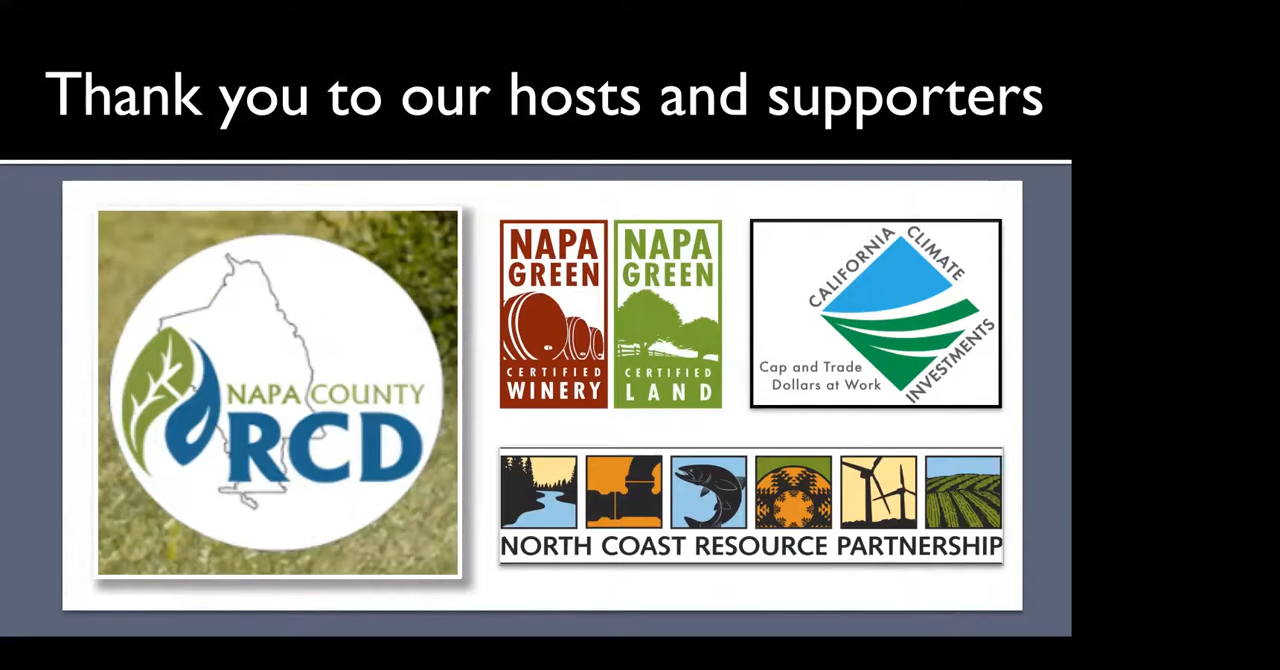 Thank you to our hosts and supporters
NAPA COUNTY
RCD
NAPA
GREEN
CERTIFIED
WINERY
NAPA
GREEN
CERTIFIED
LAND
CALIFORNIA
CLIMATE
INVESTMENTS
Cap and Trade
Dollars at Work
NORTH COAST RESOURCE PARTNERSHIP